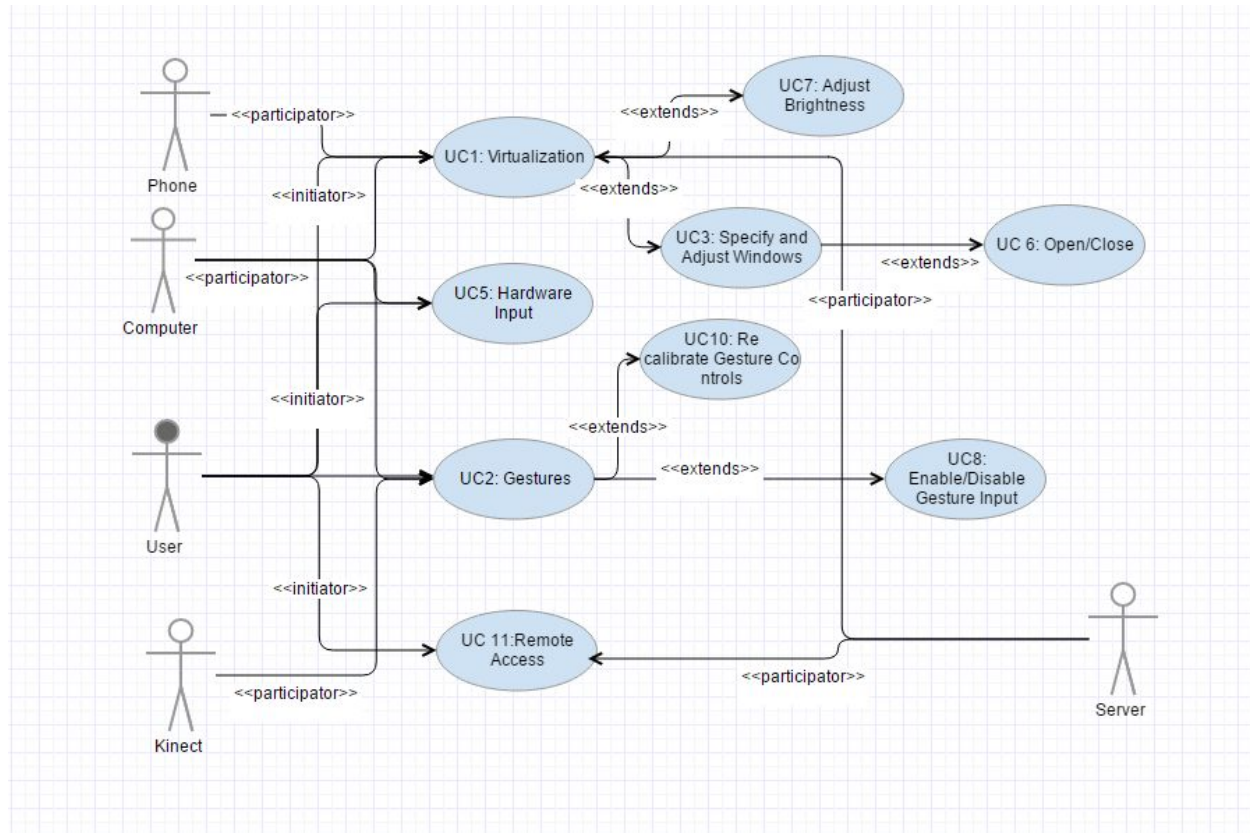 UC7: Adjust
Brightness
<<participator>>
<<extends>>
UC1: Virtualization
Phone
<<initiator>>
<<extends>>
UC3: Specify and
Adjust Windows
UC 6: Open/Close
<<extends>>
<<participator>>
Computer
UC5: Hardware
Input
<<participator>>
UC10: Re
calibrate Gesture Co
ntrols
<<initiator>>
<<extends>>
UC2: Gestures
<<extends>>
UC8:
Enable/Disable
Gesture Input
User
<<initiator>>
UC 11:Remote
Access
<<participator>>
<<participator>>
Server
Kinect